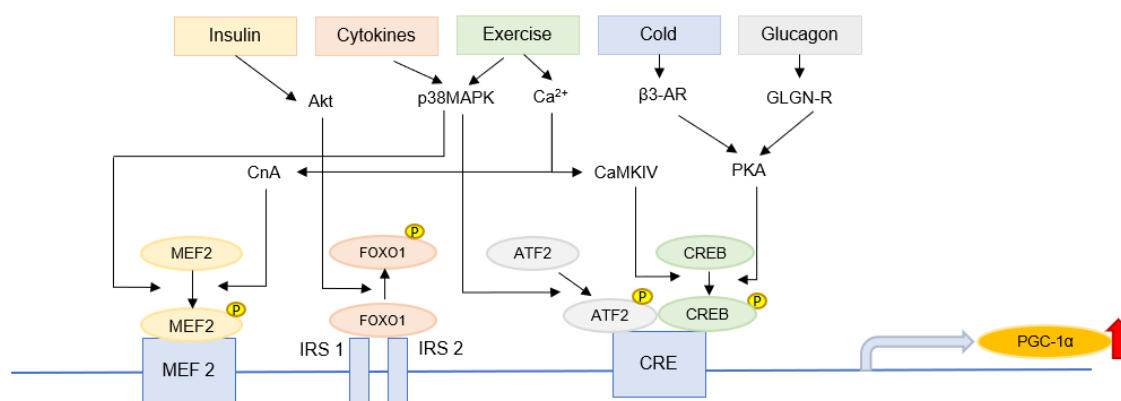 Insulin
Cytokines
Exercise
Cold
Glucagon
Akt
p38MAPK
Ca²⁺
β3-AR
GLGN-R
CnA
CaMKIV
PKA
P
MEF2
FOXO1
ATF2
CREB
P
MEF2
FOXO1
P
ATF2
P
CREB
IRS 1
IRS 2
MEF 2
CRE
PGC-1α